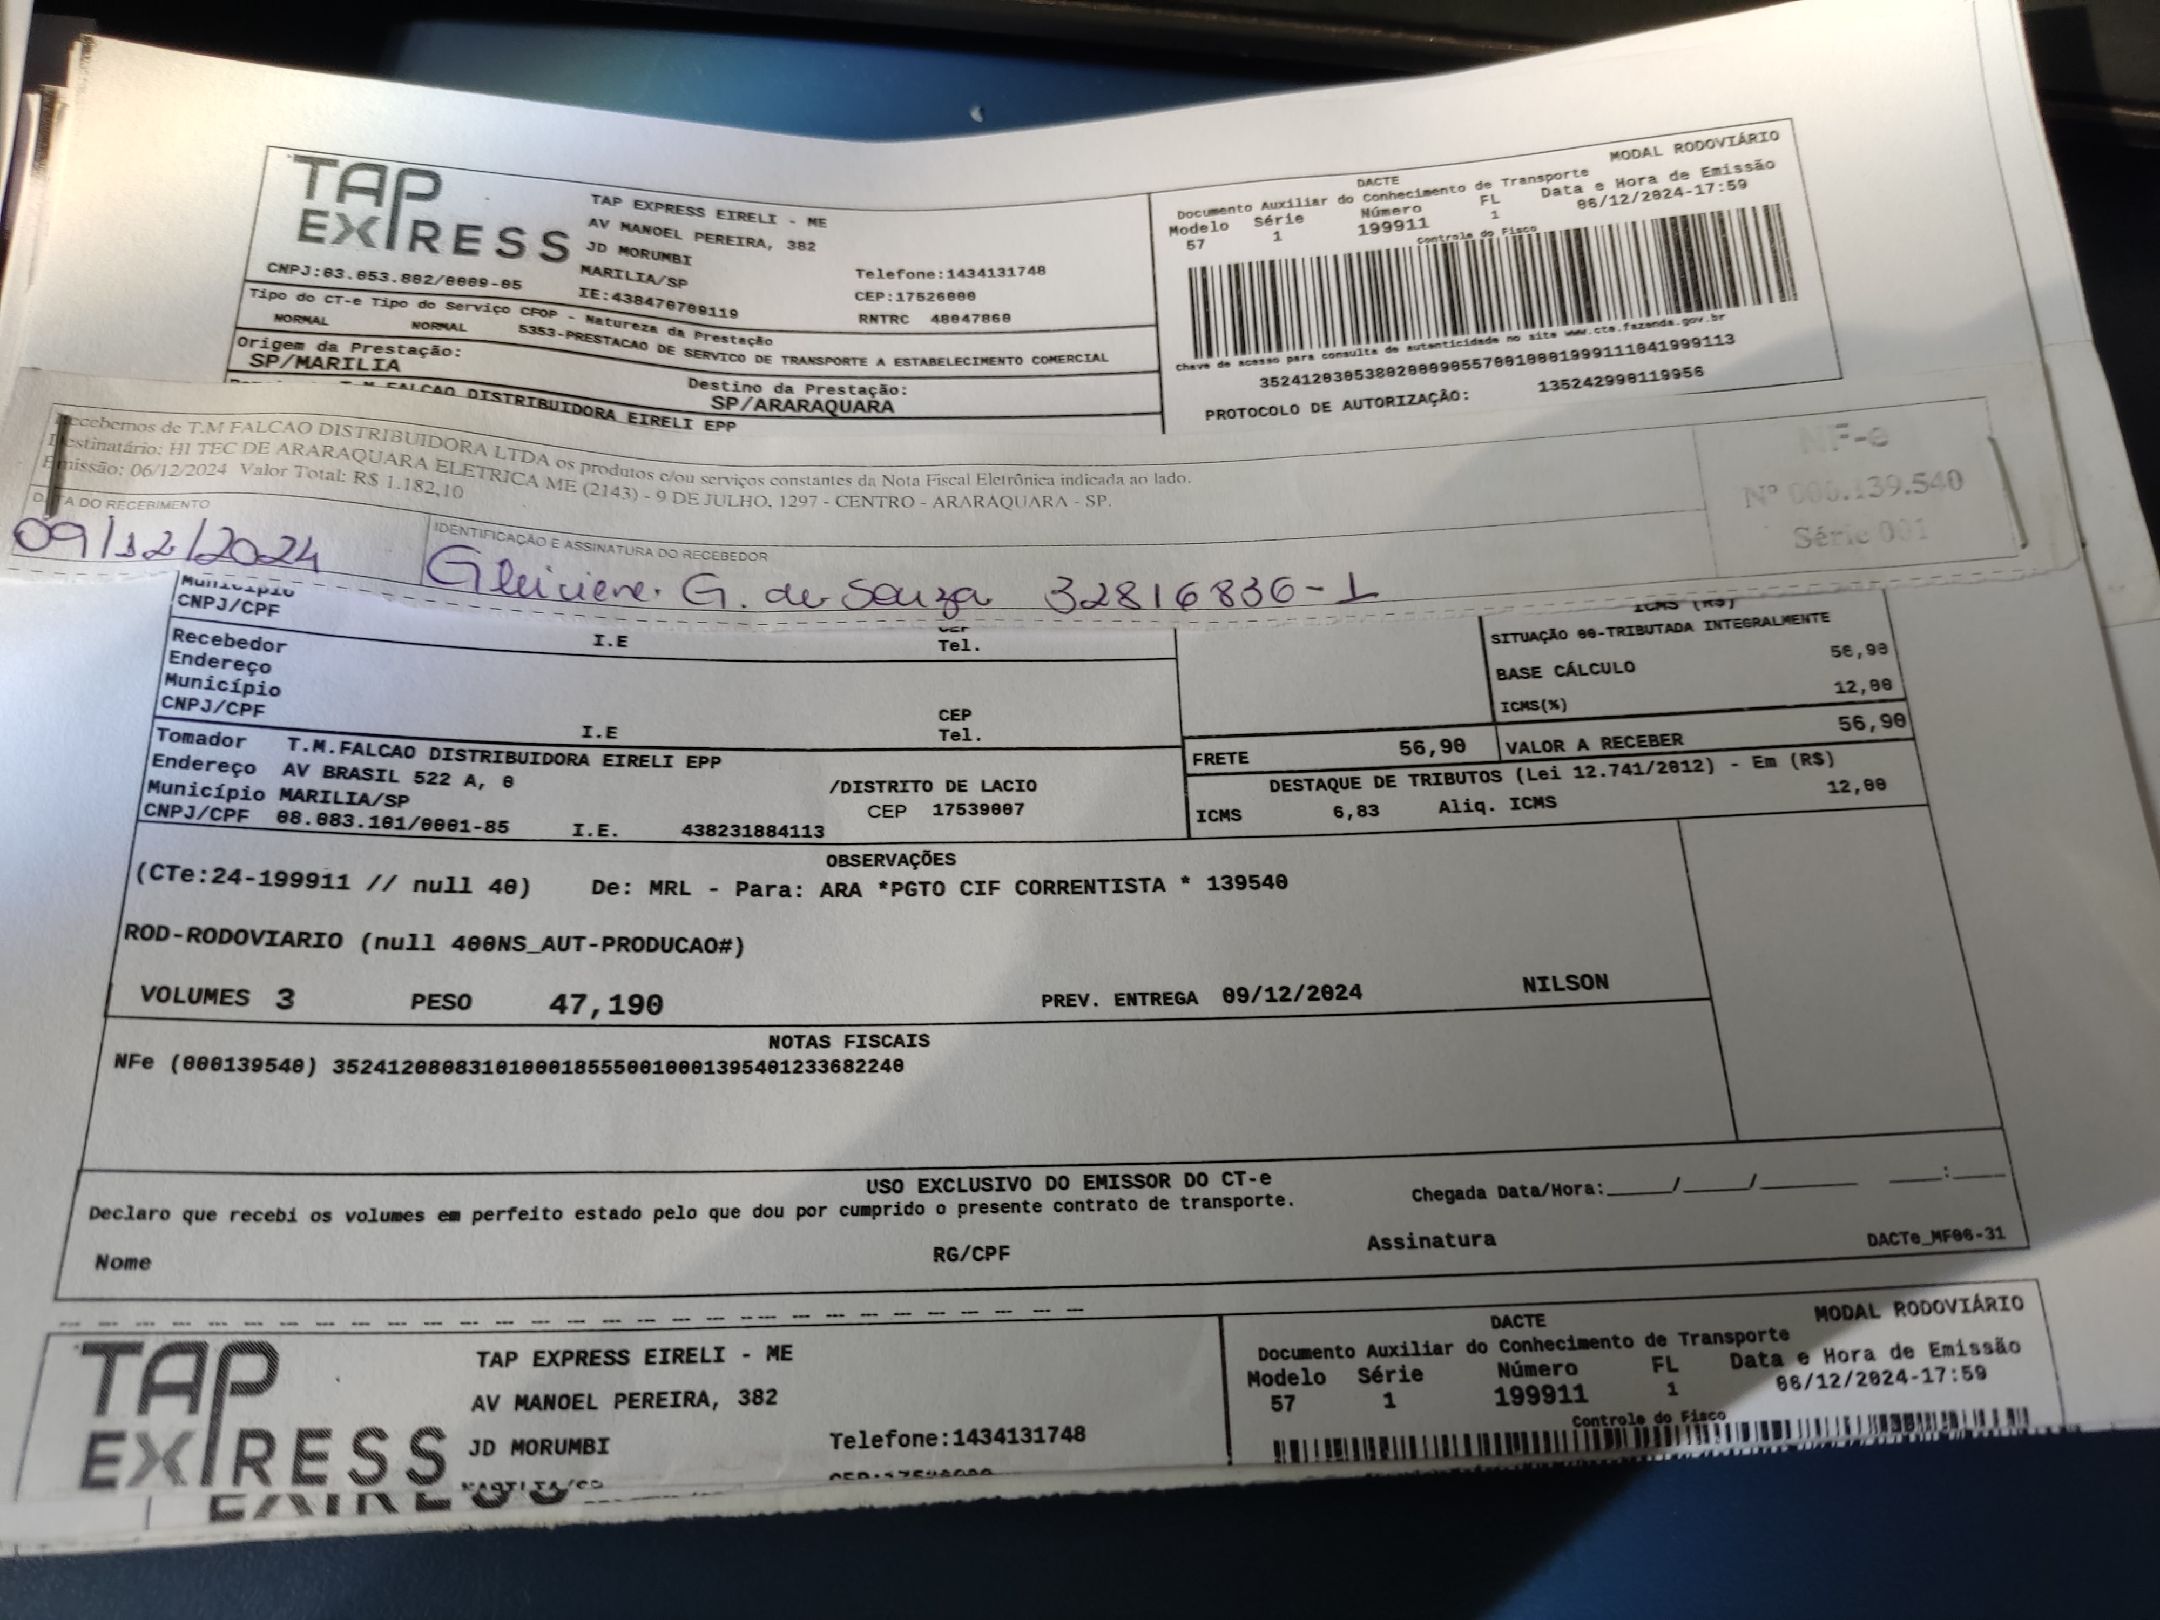 TAP
EXPRESS
TAP EXPRESS EIRELI - ME
AV MANOEL PEREIRA, 382
JD MORUMBI
MARILIA/SP
CNPJ:03.053.802/0009-05
IE:438470709119
Telefone:1434131748
CEP:17526000
RNTRC 48047860
Tipo do CT-e Tipo do Serviço CFOP - Natureza da Prestação
NORMAL NORMAL 5353-PRESTACAO DE SERVICO DE TRANSPORTE A ESTABELECIMENTO COMERCIAL
Origem da Prestação:
SP/MARILIA
Destino da Prestação:
SP/ARARAQUARA
T.M.FALCAO DISTRIBUIDORA EIRELI EPP
MODAL RODOVIÁRIO
DACTE
Documento Auxiliar do Conhecimento de Transporte
Modelo Série Número FL Data e Hora de Emissão
57 1 199911 1 06/12/2024-17:59
Controle do Fisco
Chave de acesso para consulta de autenticidade no site www.cte.fazenda.gov.br
35241203053802000905570010001999111041999113
PROTOCOLO DE AUTORIZAÇÃO: 135242990119956
Recebemos de T.M FALCAO DISTRIBUIDORA LTDA os produtos e/ou serviços constantes da Nota Fiscal Eletrônica indicada ao lado.
Destinatário: HI TEC DE ARARAQUARA ELETRICA ME (2143) - 9 DE JULHO, 1297 - CENTRO - ARARAQUARA - SP.
Emissão: 06/12/2024 Valor Total: R$ 1.182,10
NF-e
Nº 000.139.540
Série 001
DATA DO RECEBIMENTO
IDENTIFICAÇÃO E ASSINATURA DO RECEBEDOR
09/12/2024
Gleiciene G. de Souza 32816836-1
Município
CNPJ/CPF I.E Tel.
Recebedor
Endereço
Município CEP
CNPJ/CPF I.E Tel.
Tomador T.M.FALCAO DISTRIBUIDORA EIRELI EPP
Endereço AV BRASIL 522 A, 0 /DISTRITO DE LACIO
Município MARILIA/SP CEP 17539007
CNPJ/CPF 08.083.101/0001-85 I.E. 438231884113
ICMS (R$)
SITUAÇÃO 00-TRIBUTADA INTEGRALMENTE
BASE CÁLCULO 56,90
ICMS(%) 12,00
FRETE 56,90 VALOR A RECEBER 56,90
DESTAQUE DE TRIBUTOS (Lei 12.741/2012) - Em (R$)
ICMS 6,83 Aliq. ICMS 12,00
OBSERVAÇÕES
(CTe:24-199911 // null 40) De: MRL - Para: ARA *PGTO CIF CORRENTISTA * 139540
ROD-RODOVIARIO (null 400NS_AUT-PRODUCAO#)
VOLUMES 3 PESO 47,190 PREV. ENTREGA 09/12/2024 NILSON
NOTAS FISCAIS
NFe (000139540) 35241208083101000185550010001395401233682240
USO EXCLUSIVO DO EMISSOR DO CT-e
Declaro que recebi os volumes em perfeito estado pelo que dou por cumprido o presente contrato de transporte.
Chegada Data/Hora:_____/_____/_______ ____:____
Nome RG/CPF Assinatura
DACTe_MF06-31
TAP
EXPRESS
TAP EXPRESS EIRELI - ME
AV MANOEL PEREIRA, 382
JD MORUMBI
MARILIA/SP
Telefone:1434131748
DACTE
MODAL RODOVIÁRIO
Documento Auxiliar do Conhecimento de Transporte
Modelo Série Número FL Data e Hora de Emissão
57 1 199911 1 06/12/2024-17:59
Controle do Fisco